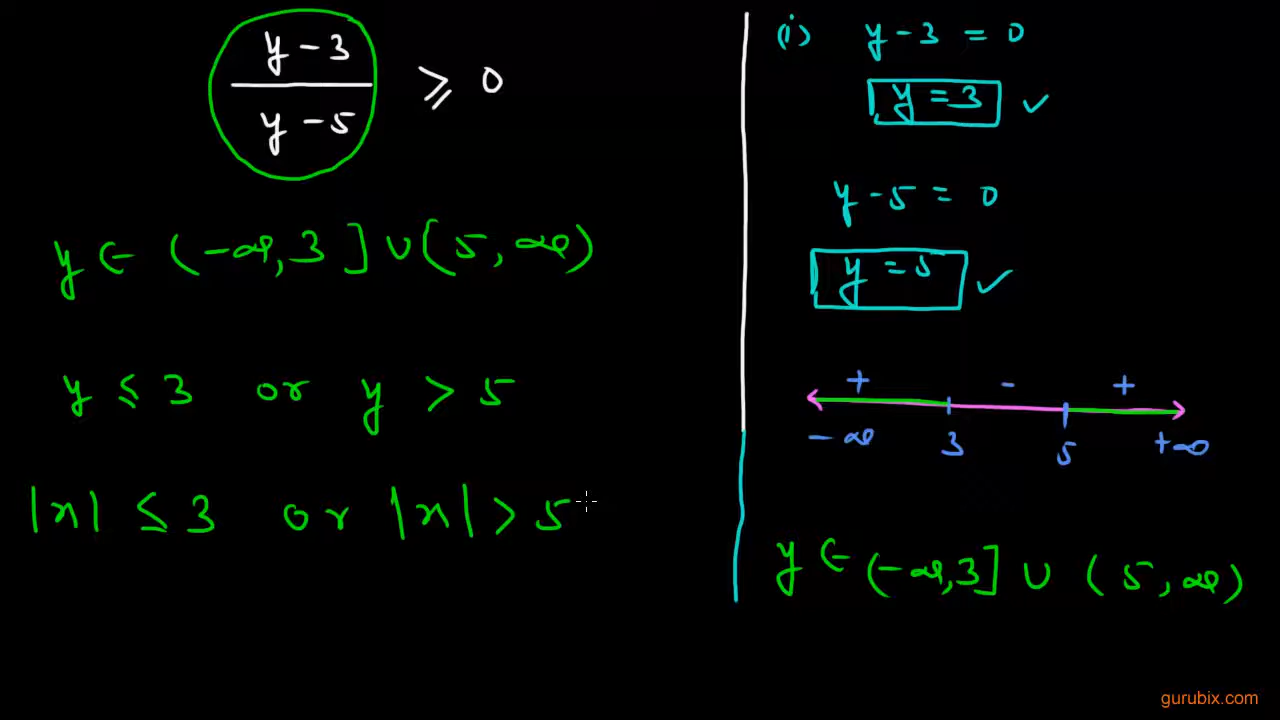 y - 3
y - 5
⩾ 0
y ∈ (-∞, 3] ∪ (5, ∞)
y ≤ 3 or y > 5
|x| ≤ 3 or |x| > 5
(i) y - 3 = 0
y = 3 ✓
y - 5 = 0
y = 5 ✓
+ - +
-∞ 3 5 +∞
y ∈ (-∞, 3] ∪ (5, ∞)
gurubix.com